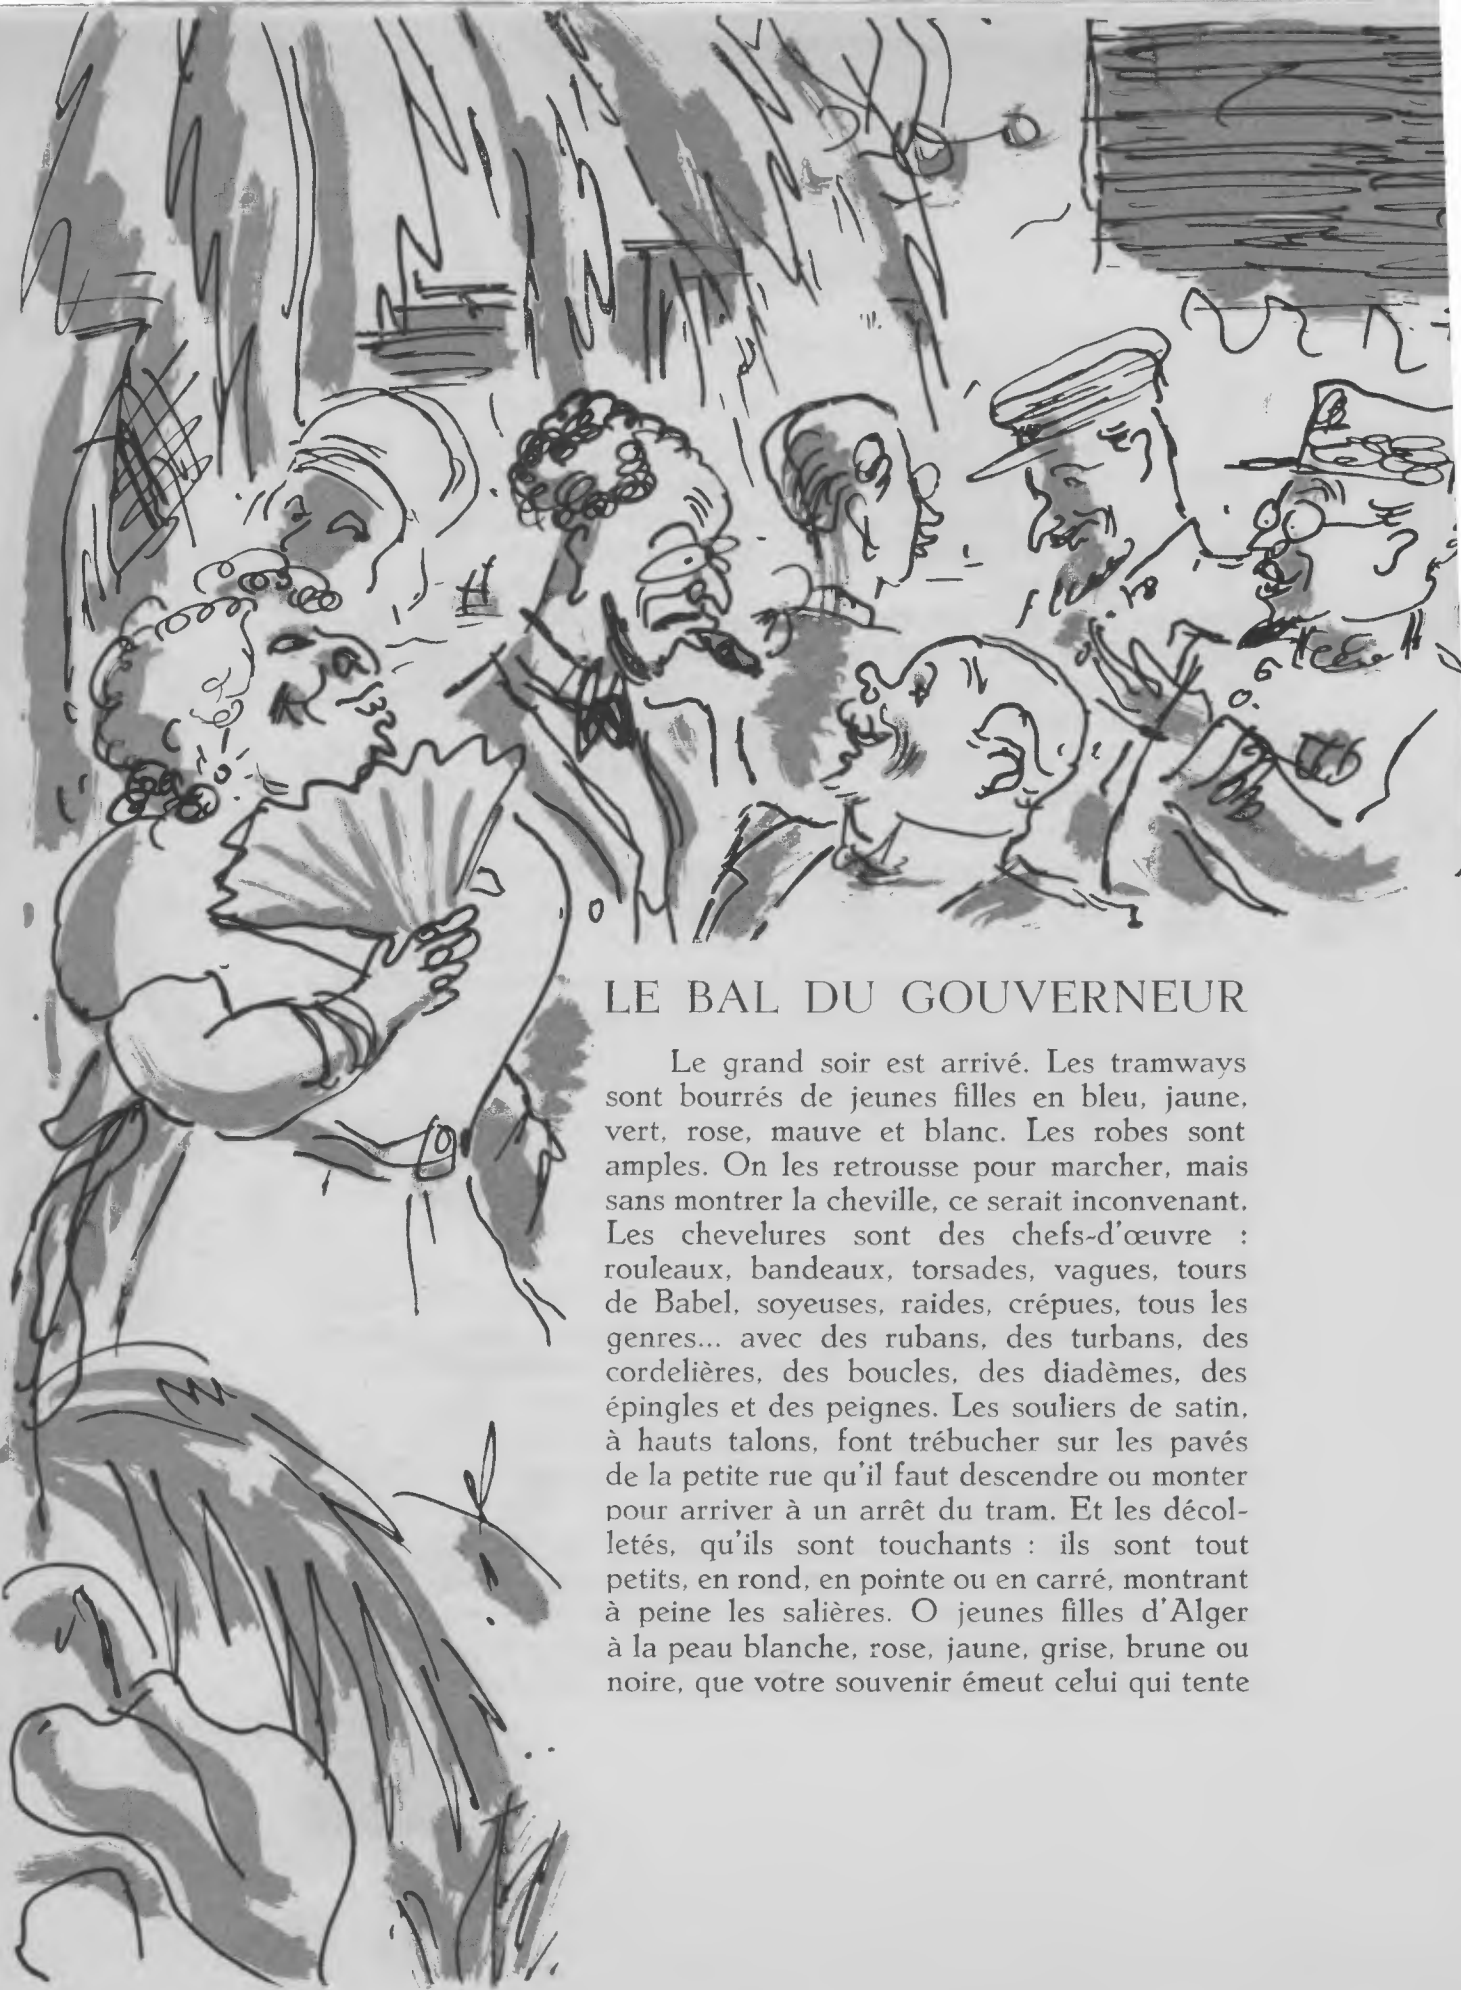 LE BAL DU GOUVERNEUR
Le grand soir est arrivé. Les tramways
sont bourrés de jeunes filles en bleu, jaune,
vert, rose, mauve et blanc. Les robes sont
amples. On les retrousse pour marcher, mais
sans montrer la cheville, ce serait inconvenant.
Les chevelures sont des chefs-d'œuvre :
rouleaux, bandeaux, torsades, vagues, tours
de Babel, soyeuses, raides, crépues, tous les
genres... avec des rubans, des turbans, des
cordelières, des boucles, des diadèmes, des
épingles et des peignes. Les souliers de satin,
à hauts talons, font trébucher sur les pavés
de la petite rue qu'il faut descendre ou monter
pour arriver à un arrêt du tram. Et les décol-
letés, qu'ils sont touchants : ils sont tout
petits, en rond, en pointe ou en carré, montrant
à peine les salières. O jeunes filles d'Alger
à la peau blanche, rose, jaune, grise, brune ou
noire, que votre souvenir émeut celui qui tente